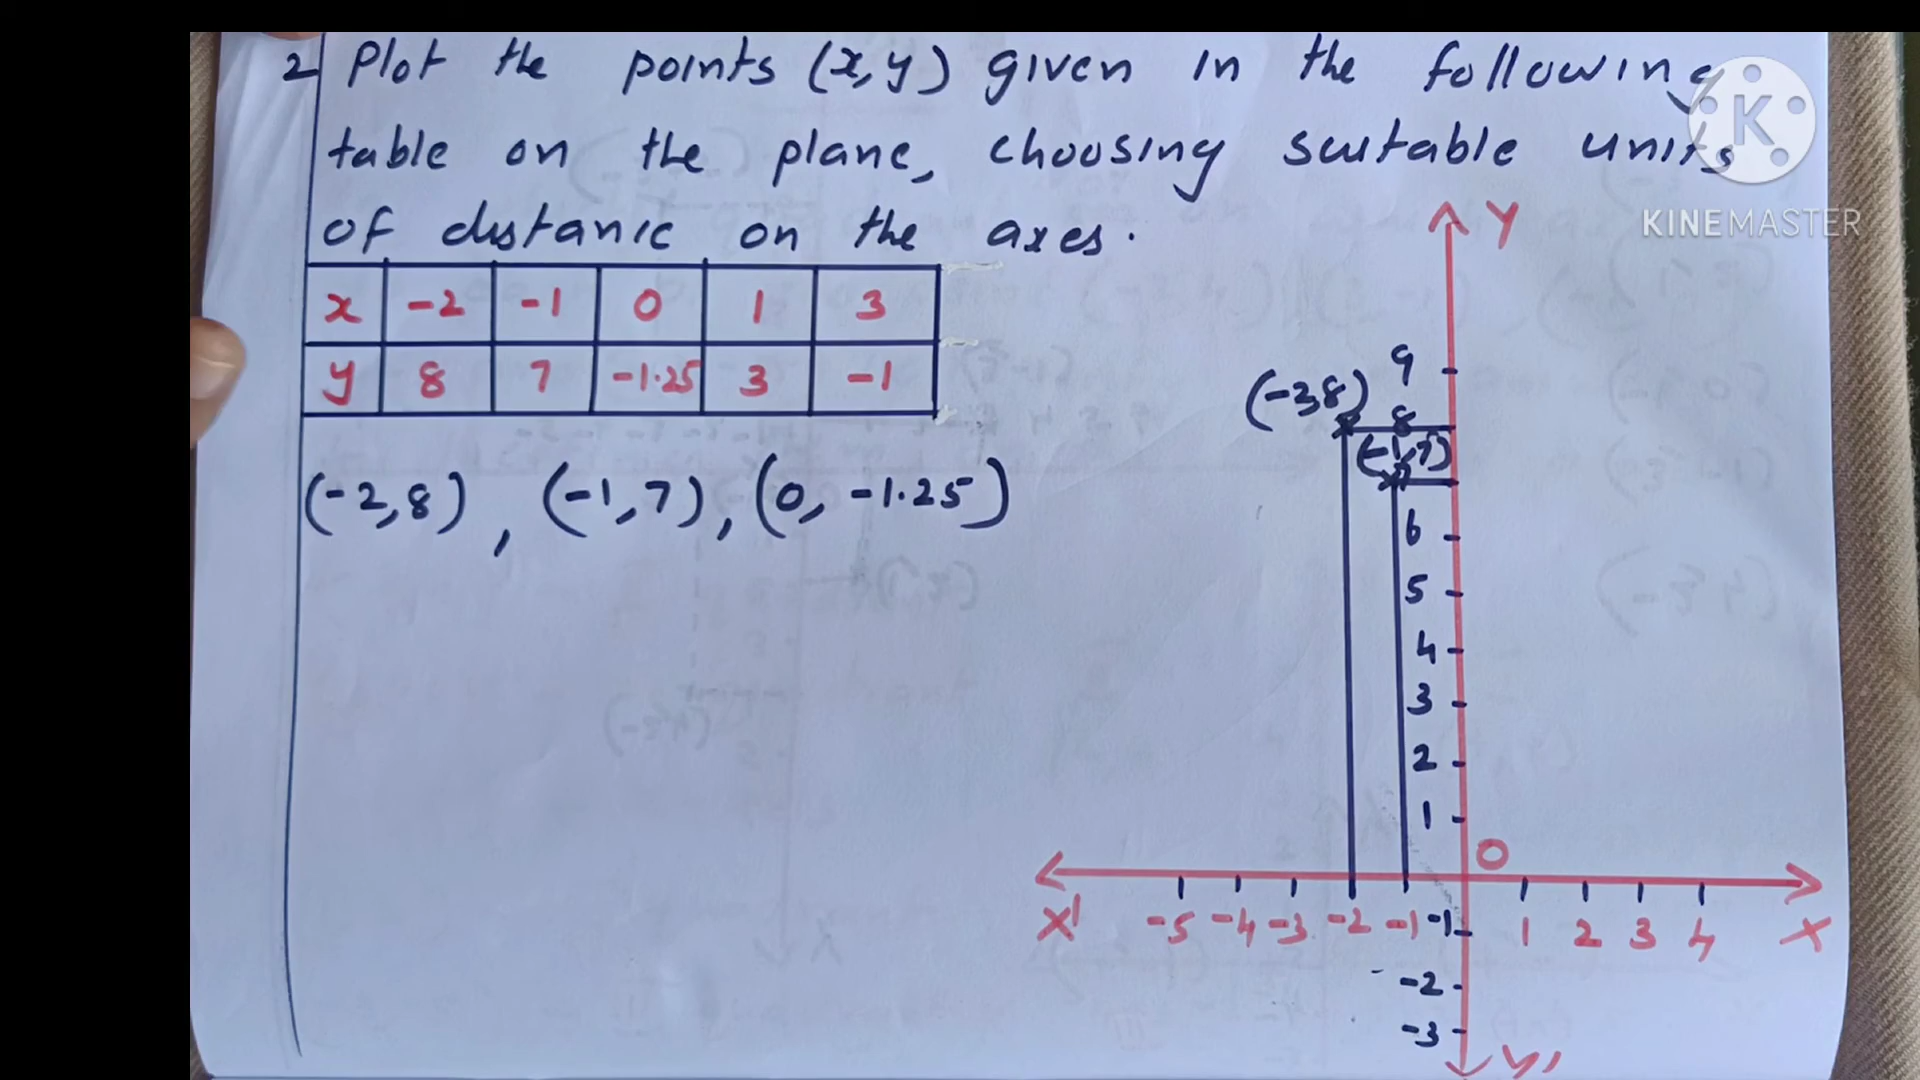 2 Plot the points (x,y) given in the following
table on the plane, choosing suitable units
of distance on the axes.
x -2 -1 0 1 3
y 8 7 -1.25 3 -1
(-2,8), (-1,7), (0, -1.25)
Y
9
(-3,8) 8
(-1,7)
7
6
5
4
3
2
1
O
X' -5 -4 -3 -2 -1 -1 1 2 3 4 X
-2
-3
Y'
K
KINEMASTER